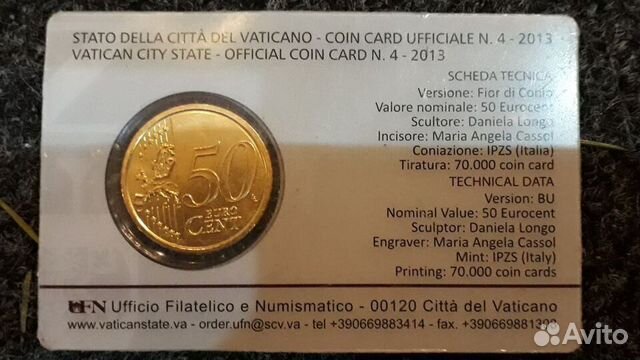 STATO DELLA CITTÀ DEL VATICANO - COIN CARD UFFICIALE N. 4 - 2013
VATICAN CITY STATE - OFFICIAL COIN CARD N. 4 - 2013
SCHEDA TECNICA
Versione: Fior di Conio
Valore nominale: 50 Eurocent
Scultore: Daniela Longo
Incisore: Maria Angela Cassol
Coniazione: IPZS (Italia)
Tiratura: 70.000 coin card
TECHNICAL DATA
Version: BU
Nominal Value: 50 Eurocent
Sculptor: Daniela Longo
Engraver: Maria Angela Cassol
Mint: IPZS (Italy)
Printing: 70.000 coin cards
50
EURO
CENT
UFN Ufficio Filatelico e Numismatico - 00120 Città del Vaticano
www.vaticanstate.va - order.ufn@scv.va - tel +390669883414 - fax.
Avito